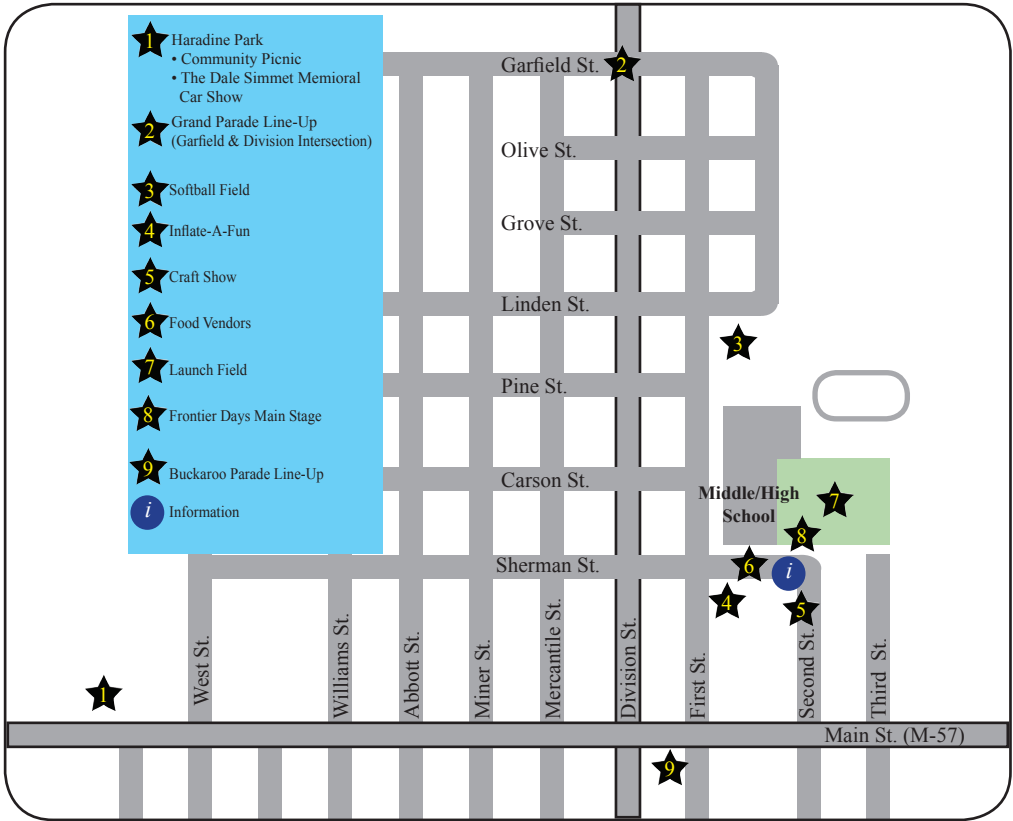 1 Haradine Park
• Community Picnic
• The Dale Simmet Memioral
Car Show
2 Grand Parade Line-Up
(Garfield & Division Intersection)
3 Softball Field
4 Inflate-A-Fun
5 Craft Show
6 Food Vendors
7 Launch Field
8 Frontier Days Main Stage
9 Buckaroo Parade Line-Up
i Information
Garfield St.
2
Olive St.
Grove St.
Linden St.
3
Pine St.
Carson St.
Middle/High
School
7
8
Sherman St.
6
i
4
5
West St.
Williams St.
Abbott St.
Miner St.
Mercantile St.
Division St.
First St.
Second St.
Third St.
1
Main St. (M-57)
9